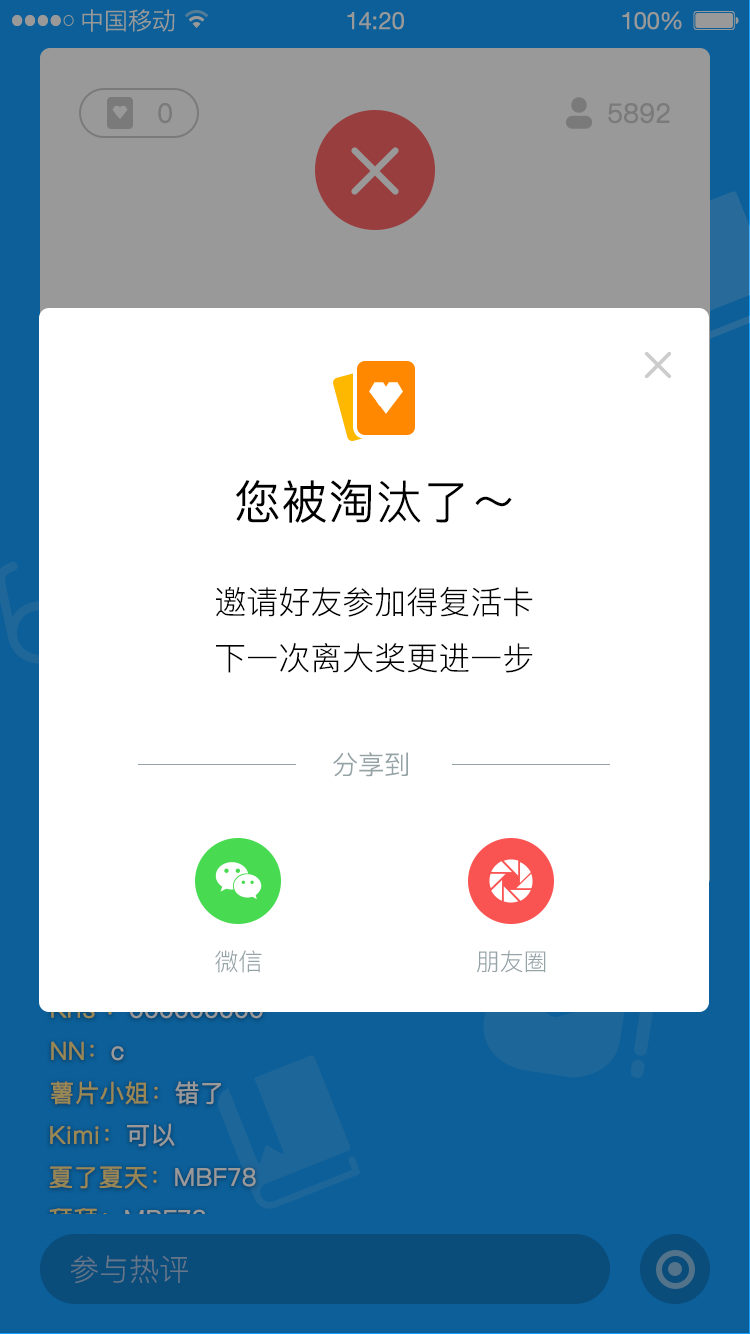 中国移动 14:20 100%
0 5892
您被淘汰了～
邀请好友参加得复活卡
下一次离大奖更进一步
分享到
微信 朋友圈
NN： c
薯片小姐： 错了
Kimi： 可以
夏了夏天： MBF78
参与热评